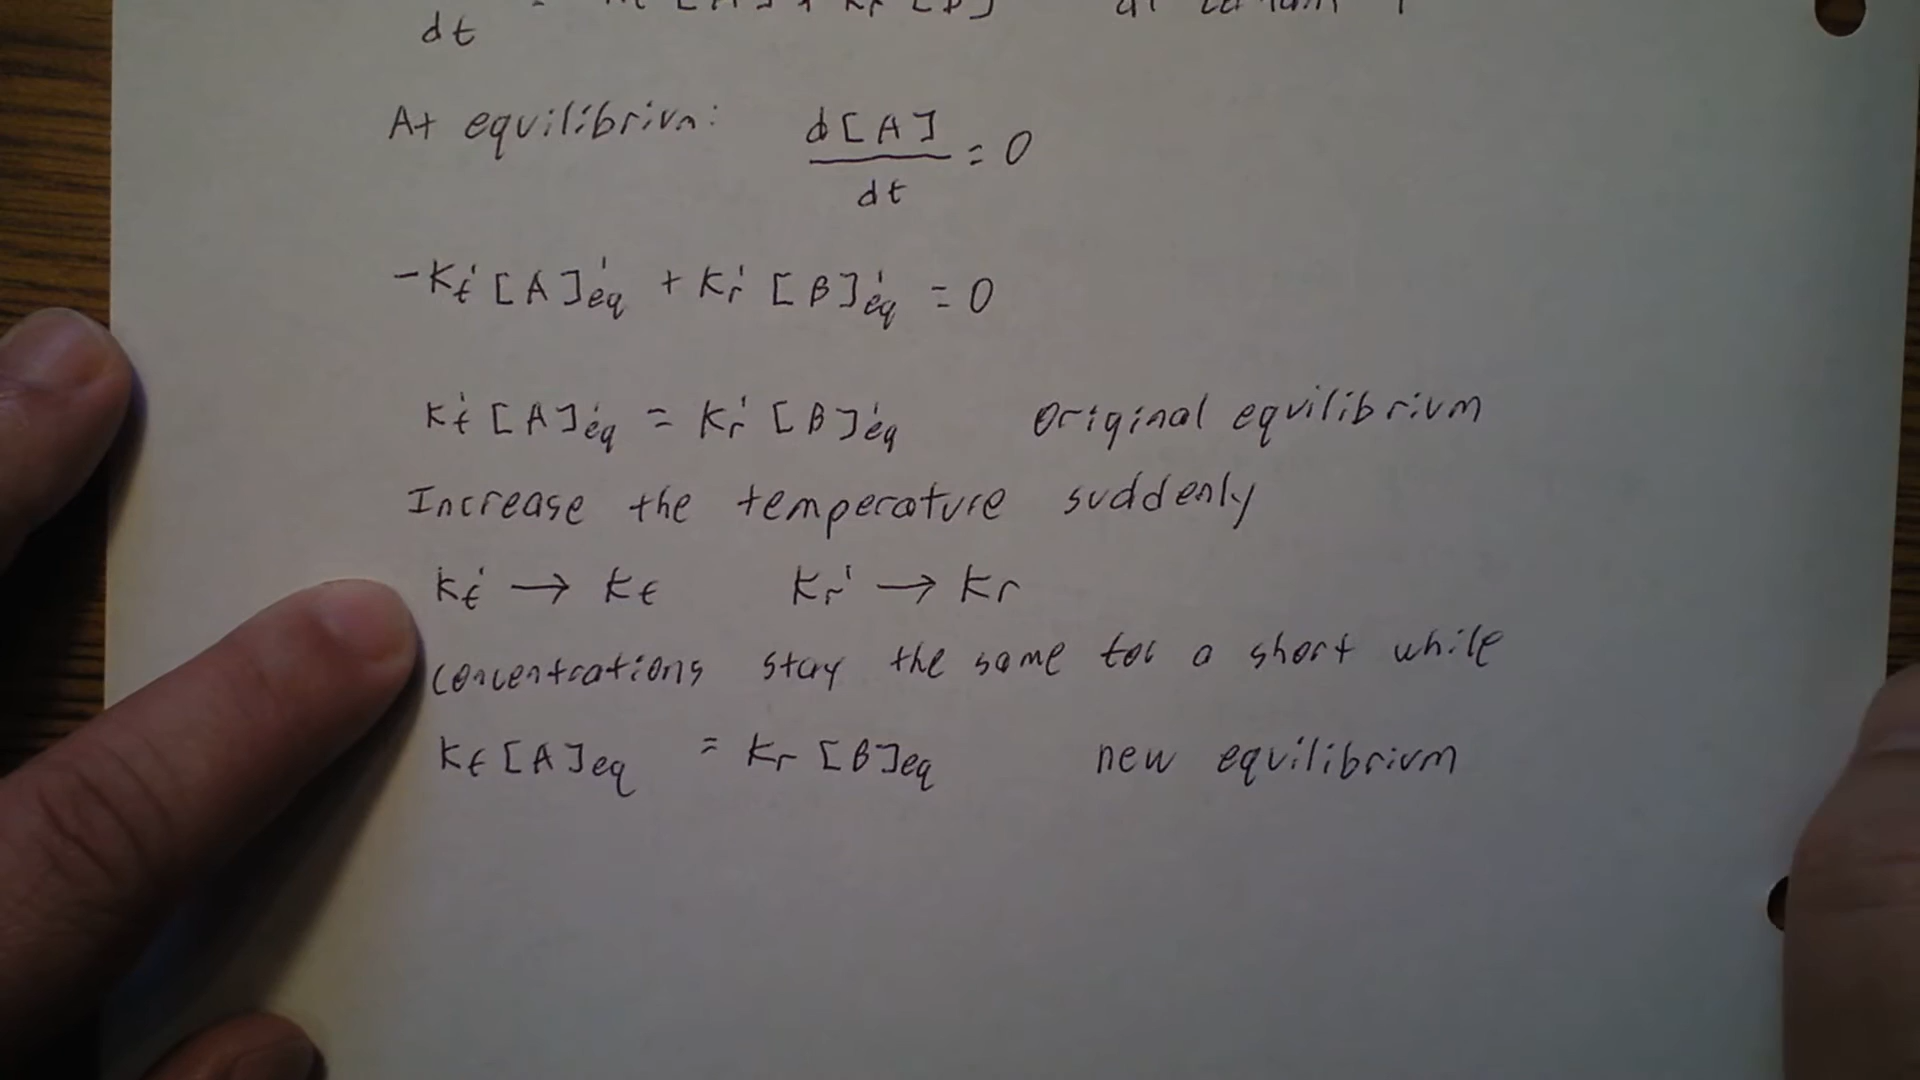 dt
At equilibrium: d[A]/dt = 0
-kf'[A]'eq + kr'[B]'eq = 0
kf'[A]'eq = kr'[B]'eq original equilibrium
Increase the temperature suddenly
kf' → kf kr' → kr
concentrations stay the same for a short while
kf[A]eq = kr[B]eq new equilibrium